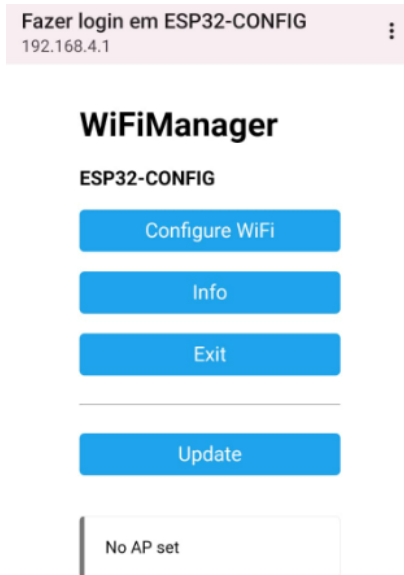 Fazer login em ESP32-CONFIG
192.168.4.1
WiFiManager
ESP32-CONFIG
Configure WiFi
Info
Exit
Update
No AP set